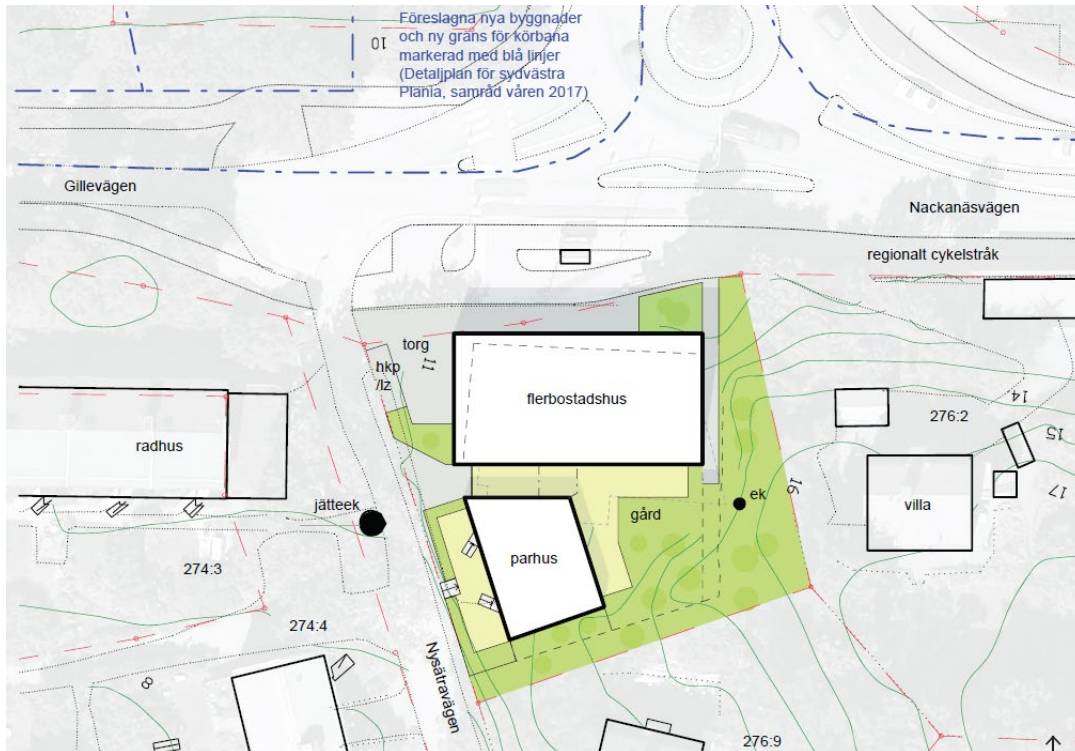 Föreslagna nya byggnader
och ny gräns för körbana
markerad med blå linjer
(Detaljplan för sydvästra
Plania, samråd våren 2017)
10
Gillevägen
Nackanäsvägen
regionalt cykelstråk
torg
11
hkp
/lz
flerbostadshus
276:2
14
15
17
radhus
villa
16
ek
gård
jätteek
parhus
274:3
274:4
Nysätravägen
8
276:9